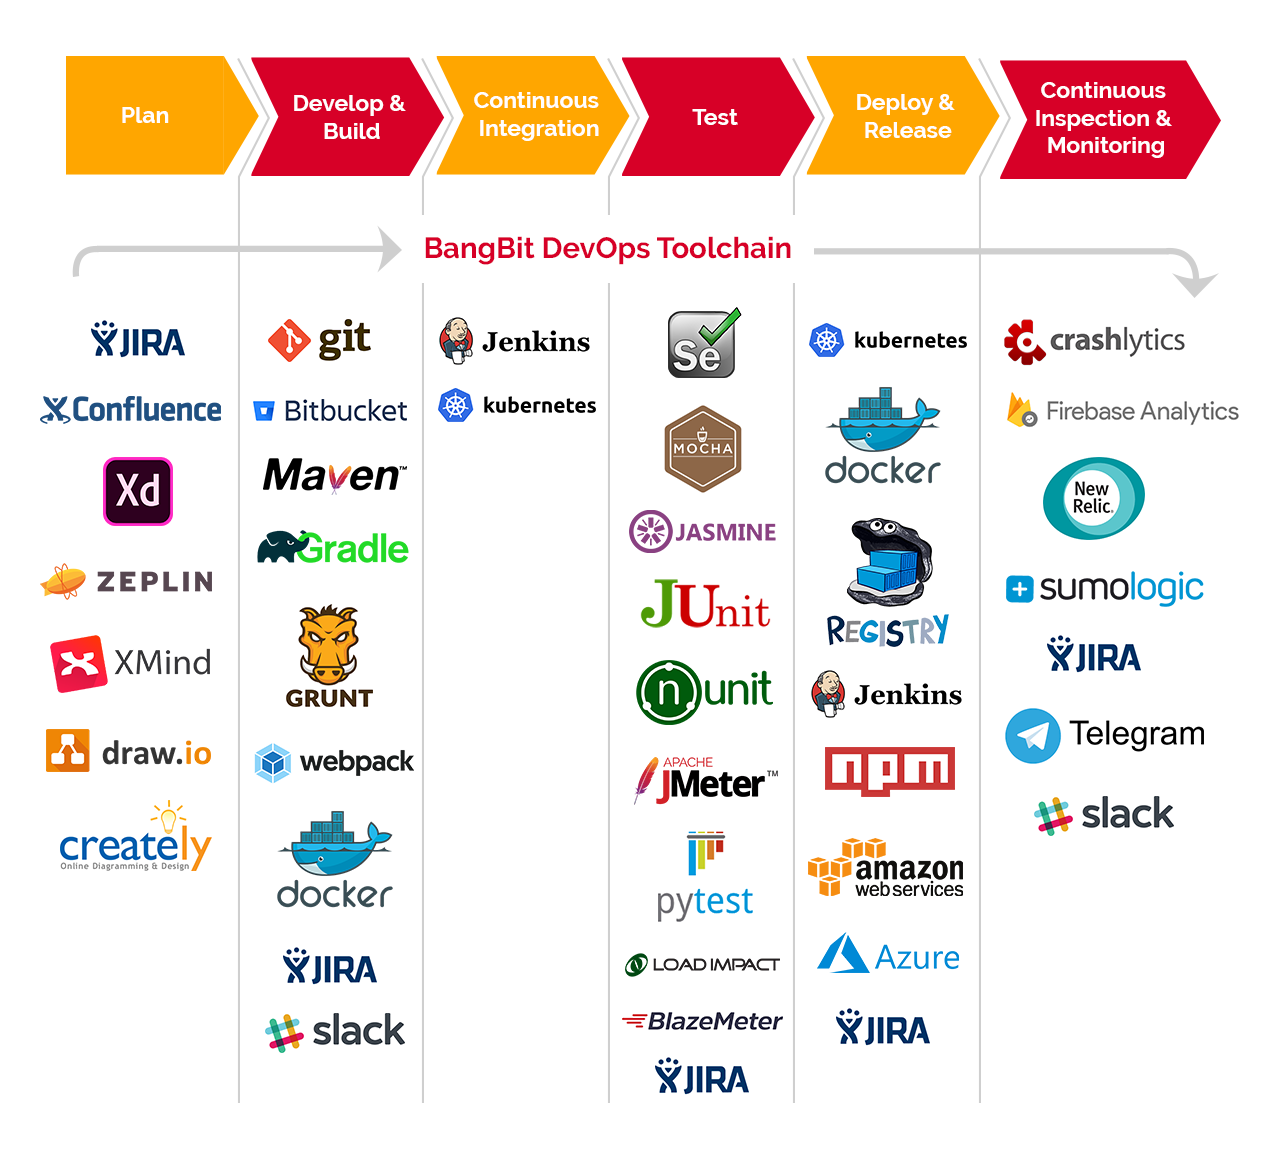 Plan
Develop &
Build
Continuous
Integration
Test
Deploy &
Release
Continuous
Inspection &
Monitoring
BangBit DevOps Toolchain
JIRA
Confluence
Xd
ZEPLIN
XMind
draw.io
creately
Online Diagramming & Design
git
Bitbucket
Maven™
Gradle
GRUNT
webpack
docker
JIRA
slack
Jenkins
kubernetes
Se
MOCHA
JASMINE
JUnit
nunit
APACHE
JMeter™
pytest
LOAD IMPACT
BlazeMeter
JIRA
kubernetes
docker
REGISTRY
Jenkins
npm
amazon
web services
Azure
JIRA
crashlytics
Firebase Analytics
New
Relic.
sumologic
JIRA
Telegram
slack